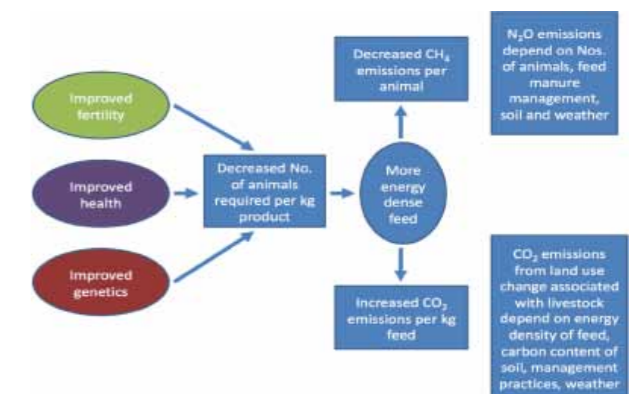 Improved
fertility
Improved
health
Improved
genetics
Decreased No.
of animals
required per kg
product
More
energy
dense
feed
Decreased CH₄
emissions per
animal
Increased CO₂
emissions per kg
feed
N₂O emissions
depend on Nos.
of animals, feed
manure
management,
soil and weather
CO₂ emissions
from land use
change associated
with livestock
depend on energy
density of feed,
carbon content of
soil, management
practices, weather